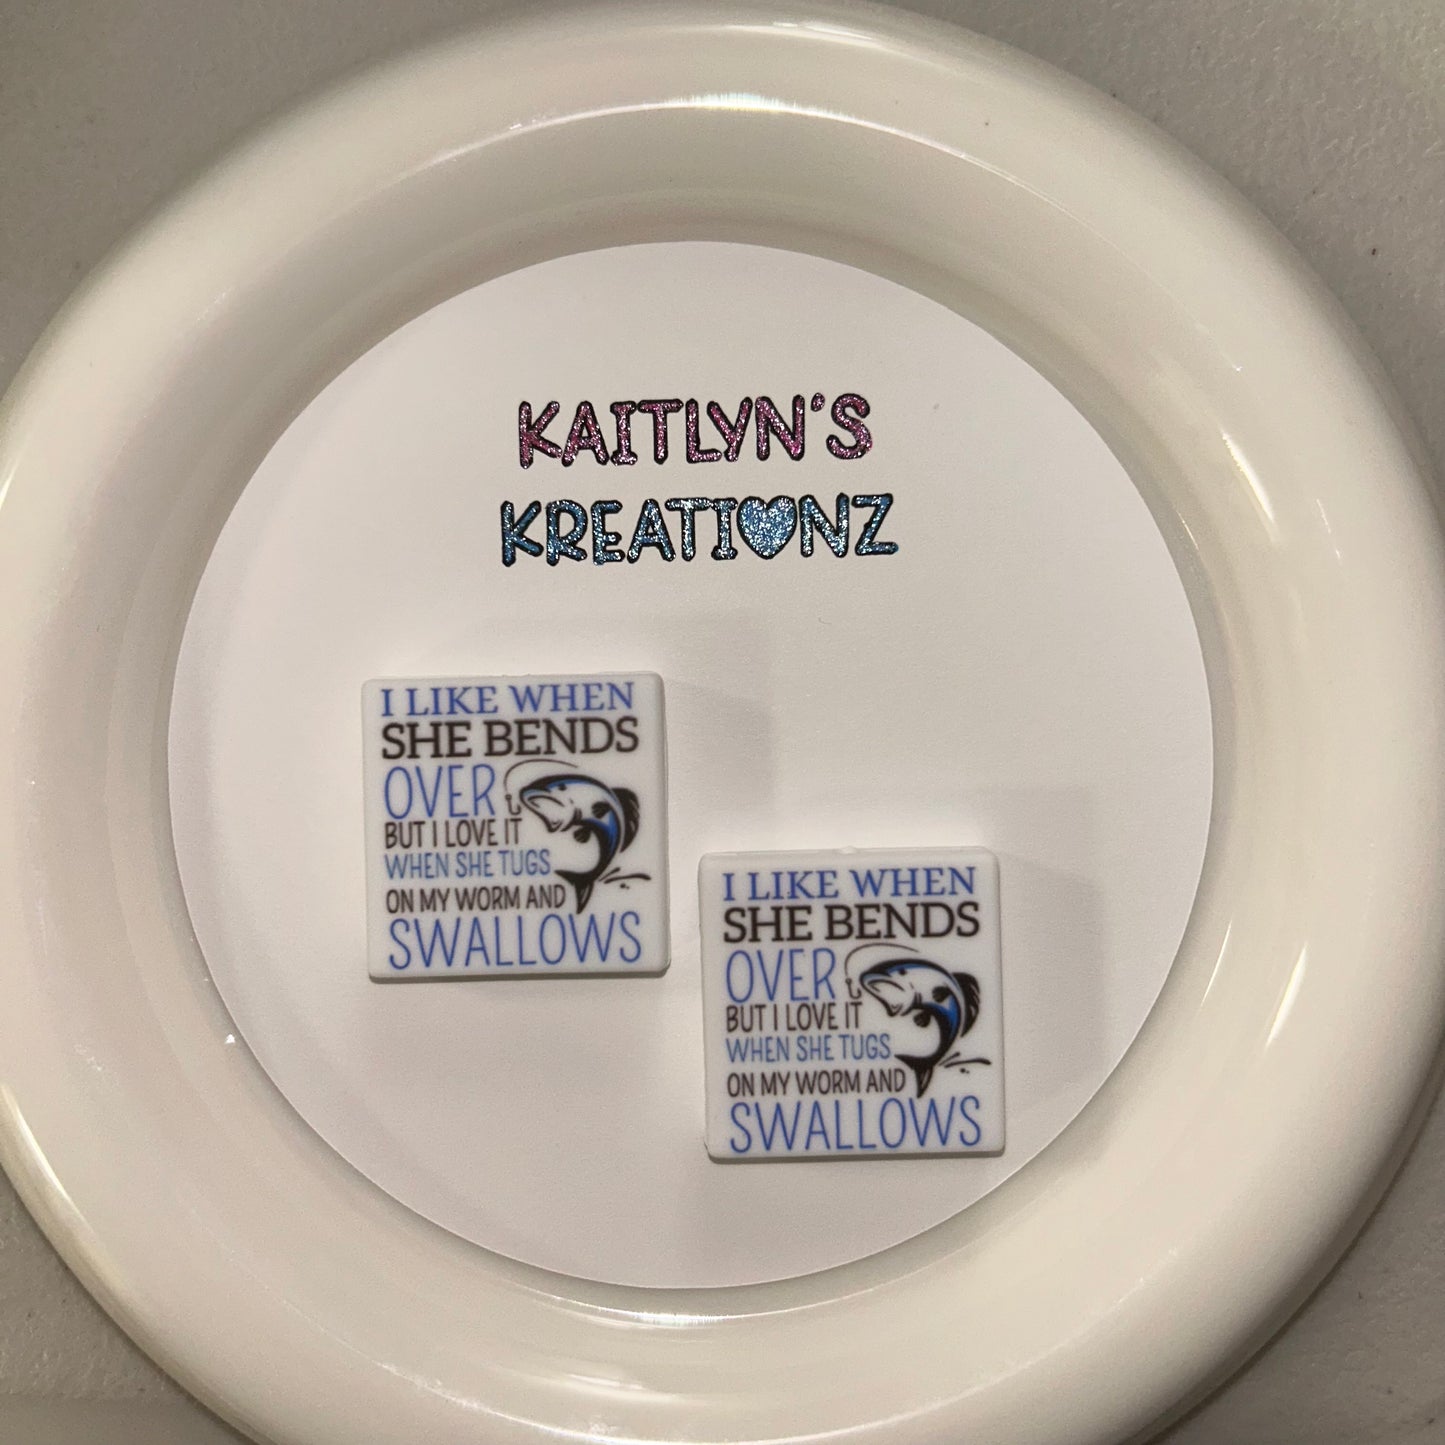 KAITLYN'S
KREATIONZ
I LIKE WHEN
SHE BENDS
OVER
BUT I LOVE IT
WHEN SHE TUGS
ON MY WORM AND
SWALLOWS
I LIKE WHEN
SHE BENDS
OVER
BUT I LOVE IT
WHEN SHE TUGS
ON MY WORM AND
SWALLOWS